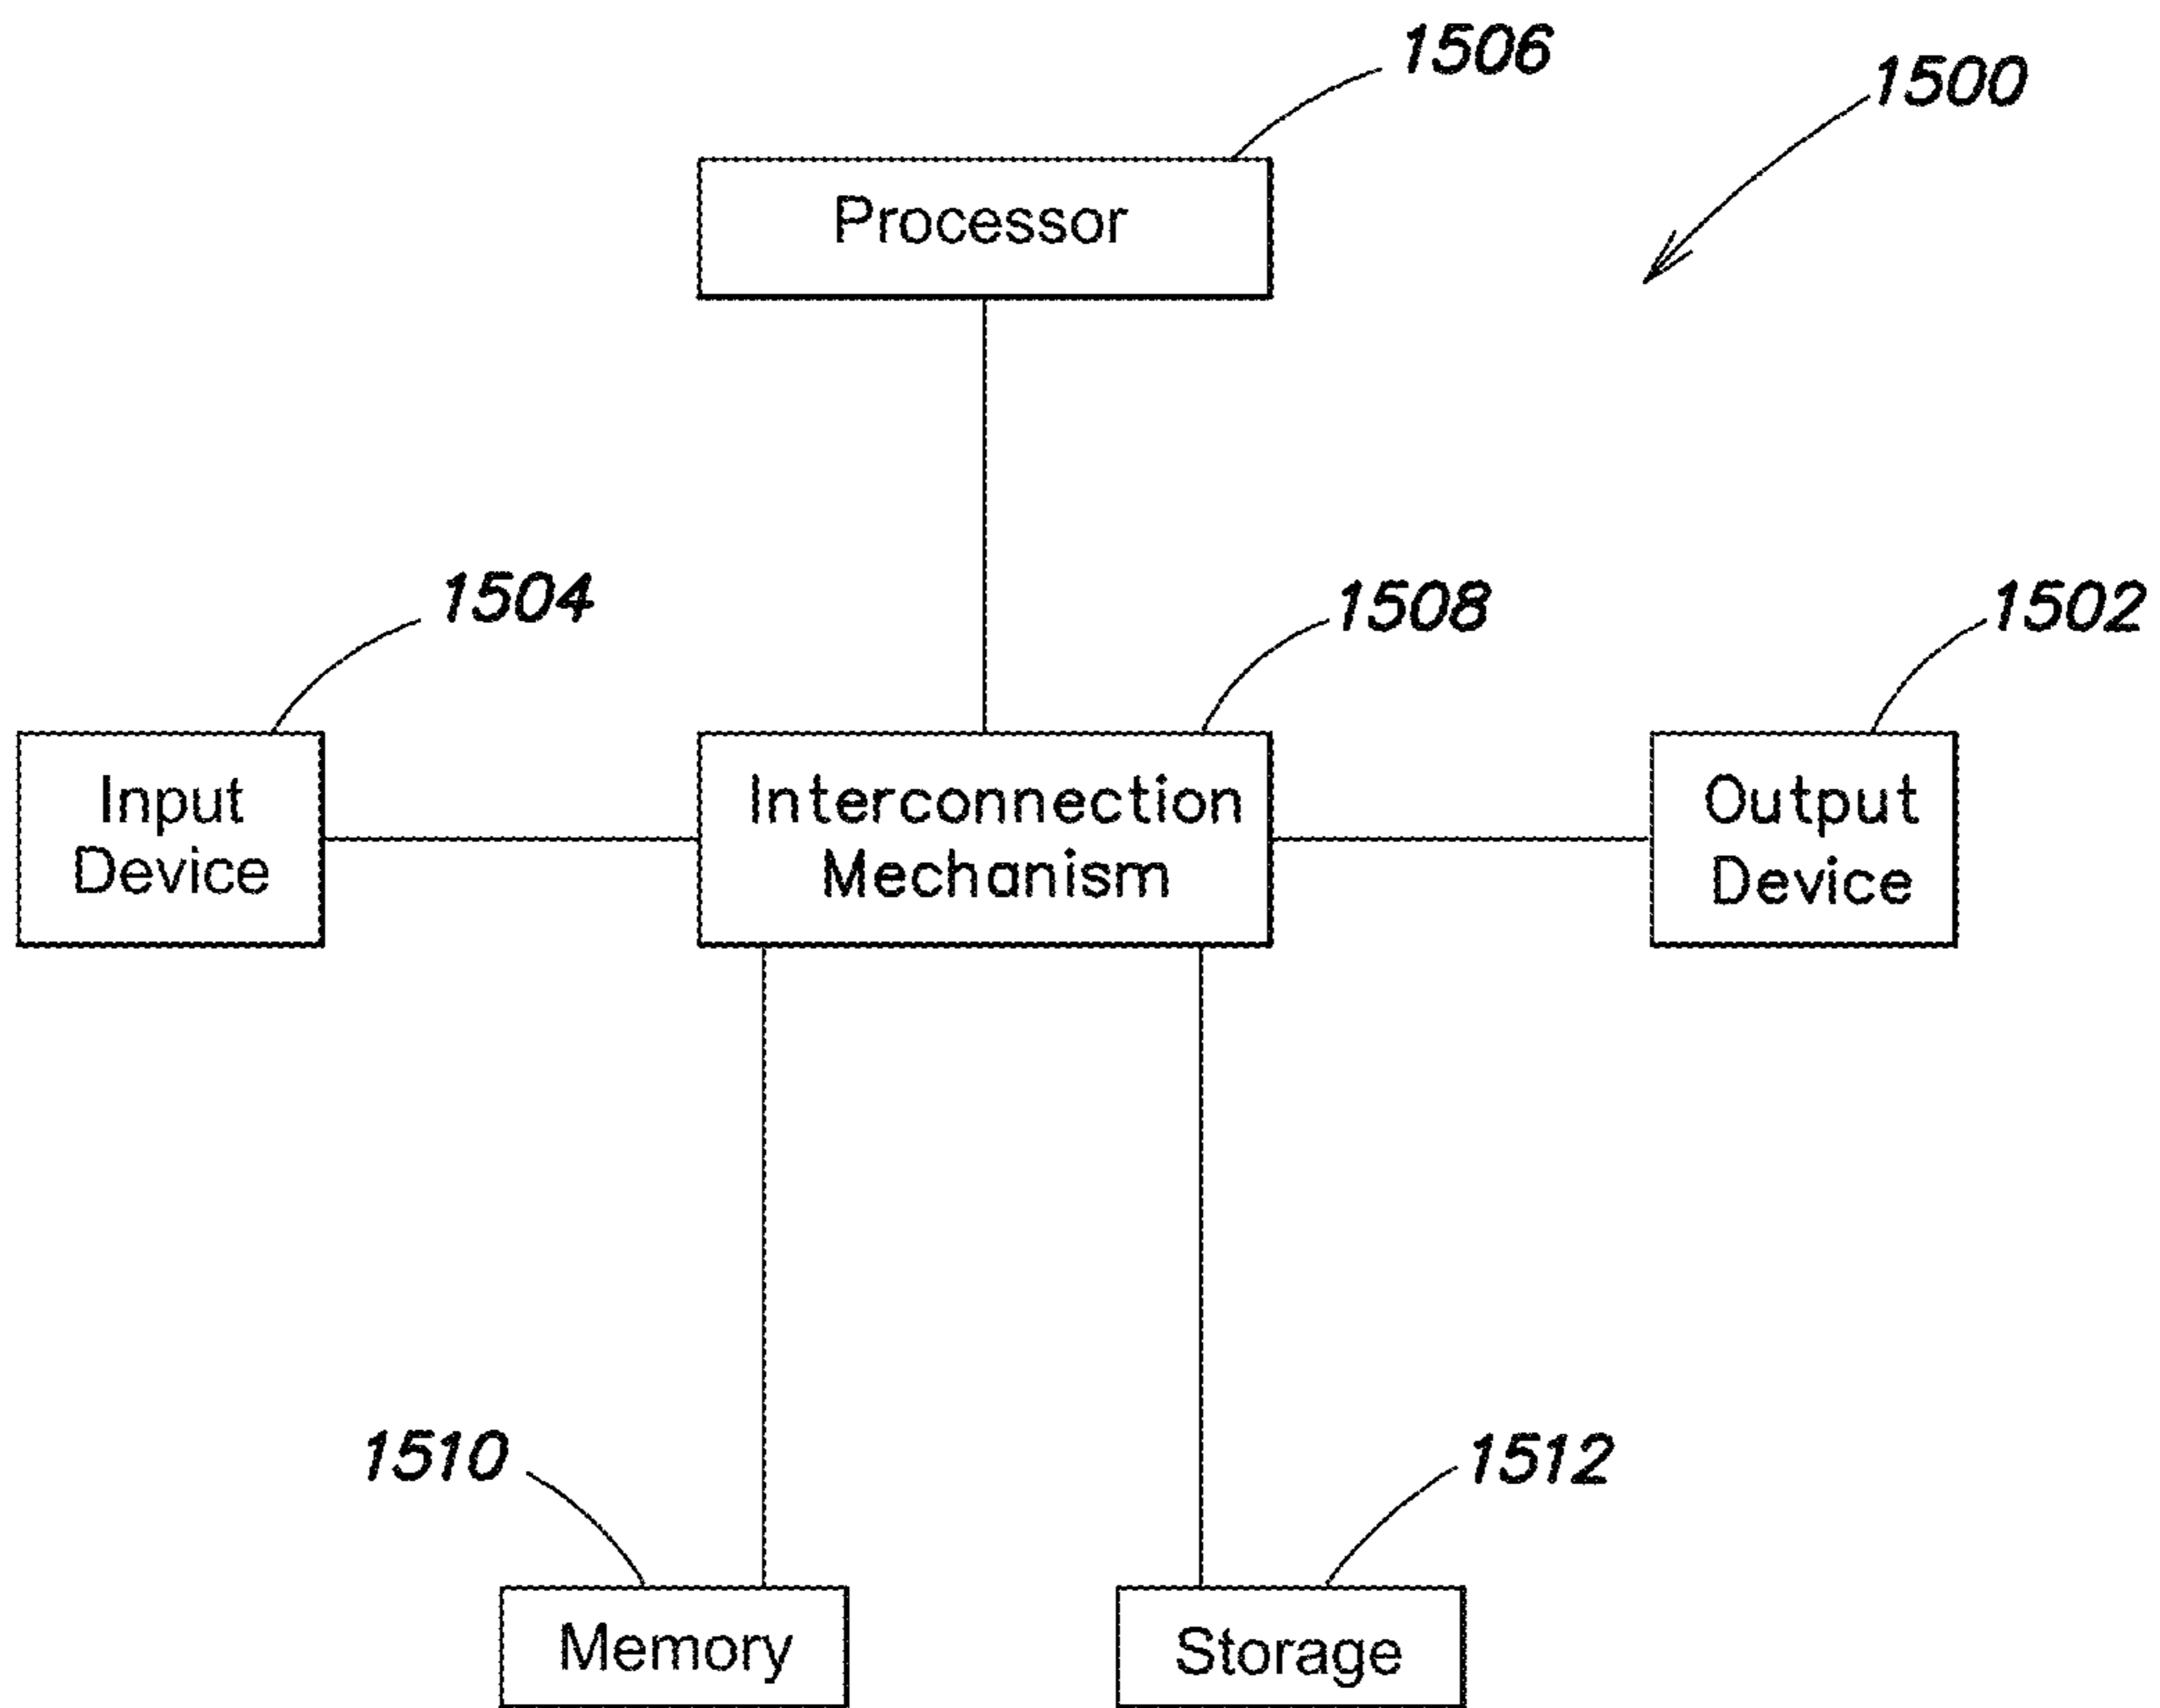 1506
1500
Processor
1504
1508
1502
Input
Device
Interconnection
Mechanism
Output
Device
1510
1512
Memory
Storage